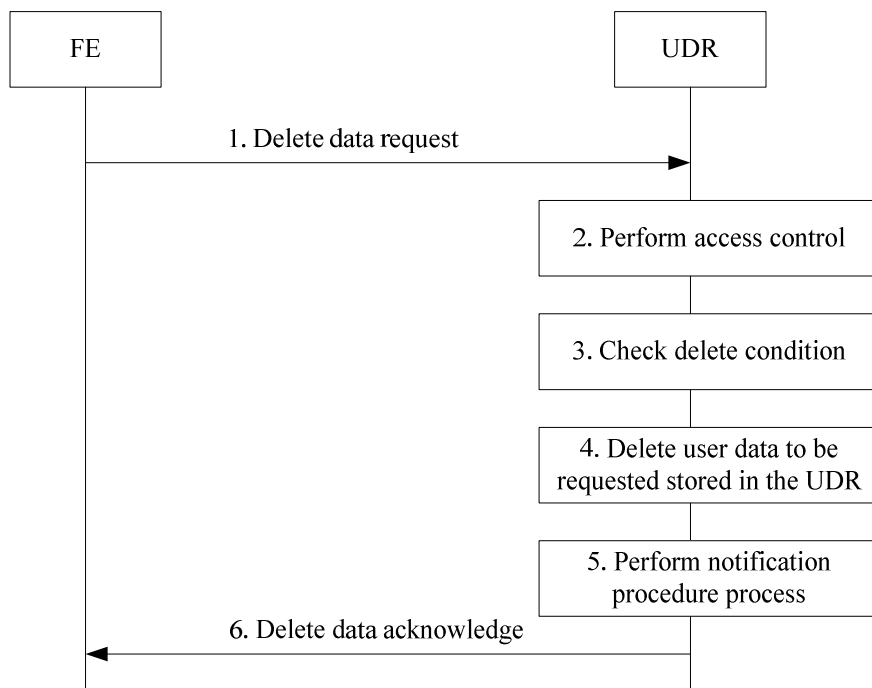 FE
UDR
1. Delete data request
2. Perform access control
3. Check delete condition
4. Delete user data to be
requested stored in the UDR
5. Perform notification
procedure process
6. Delete data acknowledge